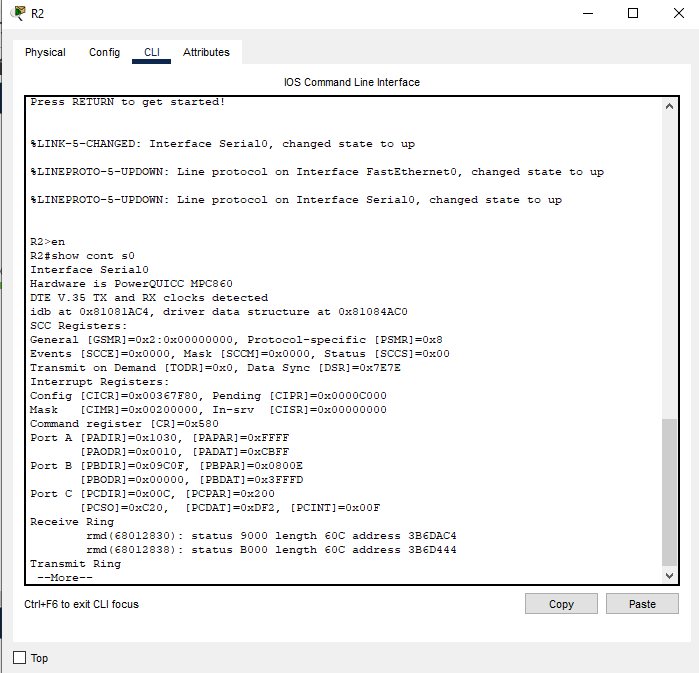 R2
Physical Config CLI Attributes
IOS Command Line Interface
Press RETURN to get started!
%LINK-5-CHANGED: Interface Serial0, changed state to up
%LINEPROTO-5-UPDOWN: Line protocol on Interface FastEthernet0, changed state to up
%LINEPROTO-5-UPDOWN: Line protocol on Interface Serial0, changed state to up
R2>en
R2#show cont s0
Interface Serial0
Hardware is PowerQUICC MPC860
DTE V.35 TX and RX clocks detected
idb at 0x81081AC4, driver data structure at 0x81084AC0
SCC Registers:
General [GSMR]=0x2:0x00000000, Protocol-specific [PSMR]=0x8
Events [SCCE]=0x0000, Mask [SCCM]=0x0000, Status [SCCS]=0x00
Transmit on Demand [TODR]=0x0, Data Sync [DSR]=0x7E7E
Interrupt Registers:
Config [CICR]=0x00367F80, Pending [CIPR]=0x0000C000
Mask   [CIMR]=0x00200000, In-srv  [CISR]=0x00000000
Command register [CR]=0x580
Port A [PADIR]=0x1030, [PAPAR]=0xFFFF
       [PAODR]=0x0010, [PADAT]=0xCBFF
Port B [PBDIR]=0x09C0F, [PBPAR]=0x0800E
       [PBODR]=0x00000, [PBDAT]=0x3FFFD
Port C [PCDIR]=0x00C, [PCPAR]=0x200
       [PCSO]=0xC20,  [PCDAT]=0xDF2, [PCINT]=0x00F
Receive Ring
        rmd(68012830): status 9000 length 60C address 3B6DAC4
        rmd(68012838): status B000 length 60C address 3B6D444
Transmit Ring
 --More--
Ctrl+F6 to exit CLI focus
Copy Paste
Top